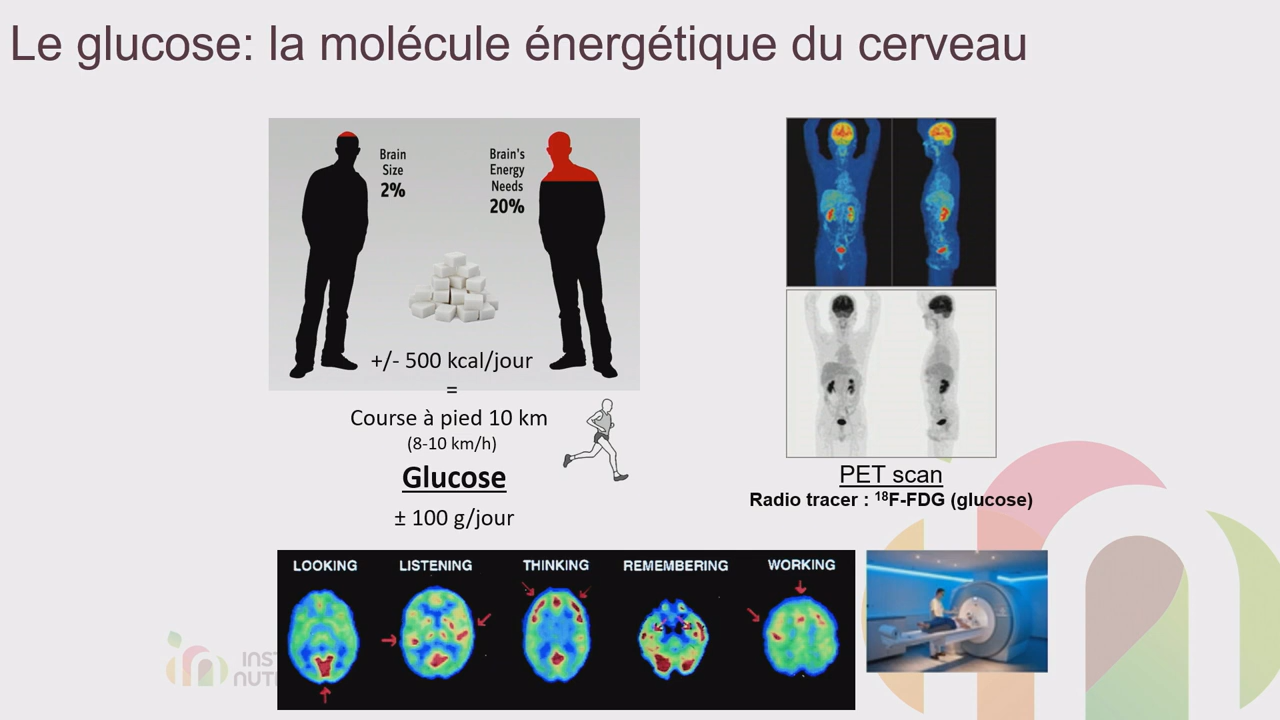 Le glucose: la molécule énergétique du cerveau
Brain
Size
2%
Brain's
Energy
Needs
20%
+/- 500 kcal/jour
=
Course à pied 10 km
(8-10 km/h)
Glucose
± 100 g/jour
PET scan
Radio tracer : ¹⁸F-FDG (glucose)
LOOKING
LISTENING
THINKING
REMEMBERING
WORKING